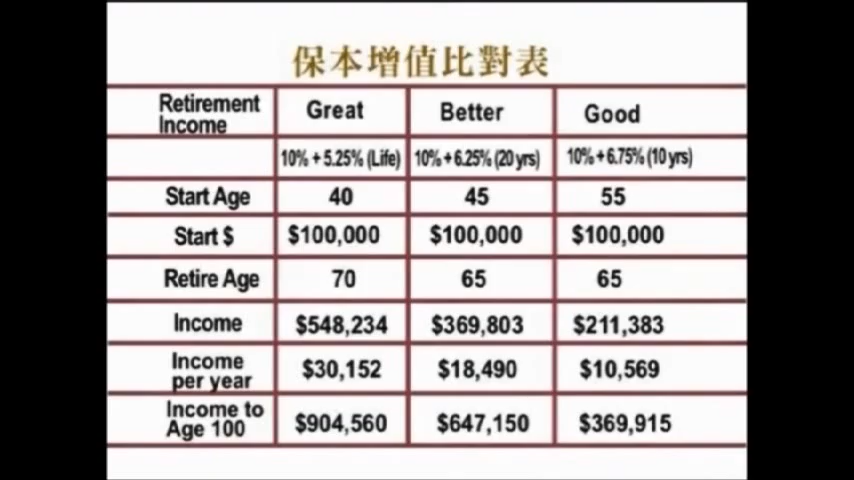 保本增值比對表
Retirement Income Great Better Good
10% + 5.25% (Life) 10% + 6.25% (20 yrs) 10% + 6.75% (10 yrs)
Start Age 40 45 55
Start $ $100,000 $100,000 $100,000
Retire Age 70 65 65
Income $548,234 $369,803 $211,383
Income per year $30,152 $18,490 $10,569
Income to Age 100 $904,560 $647,150 $369,915